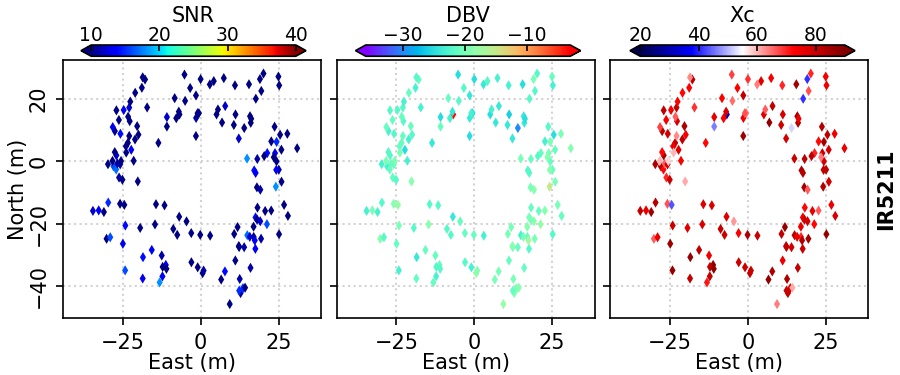 SNR
10 20 30 40
DBV
−30 −20 −10
Xc
20 40 60 80
North (m)
20
0
−20
−40
−25 0 25
East (m)
−25 0 25
East (m)
−25 0 25
East (m)
IR5211